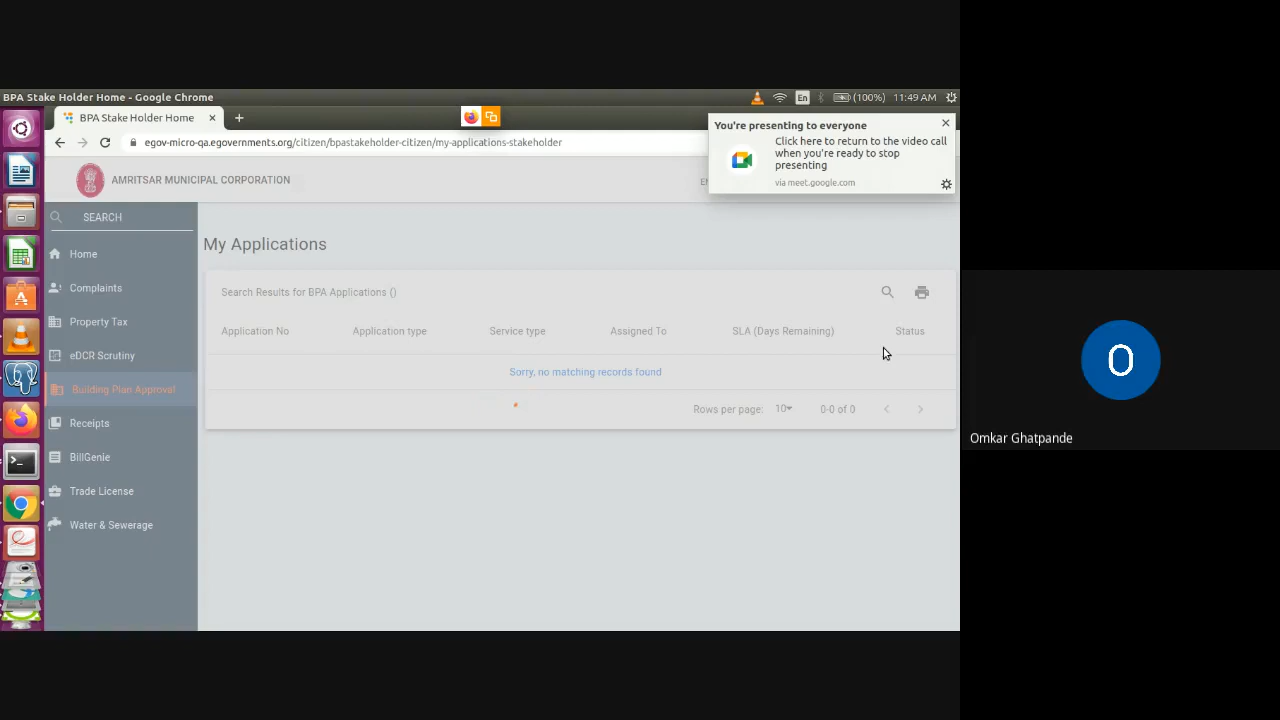 BPA Stake Holder Home - Google Chrome
En
(100%)
11:49 AM
BPA Stake Holder Home
egov-micro-qa.egovernments.org/citizen/bpastakeholder-citizen/my-applications-stakeholder
You're presenting to everyone
Click here to return to the video call
when you're ready to stop
presenting
via meet.google.com
AMRITSAR MUNICIPAL CORPORATION
SEARCH
Home
Complaints
Property Tax
eDCR Scrutiny
Building Plan Approval
Receipts
BillGenie
Trade License
Water & Sewerage
My Applications
Search Results for BPA Applications ()
Application No Application type Service type Assigned To SLA (Days Remaining) Status
Sorry, no matching records found
Rows per page: 10 0-0 of 0
O
Omkar Ghatpande